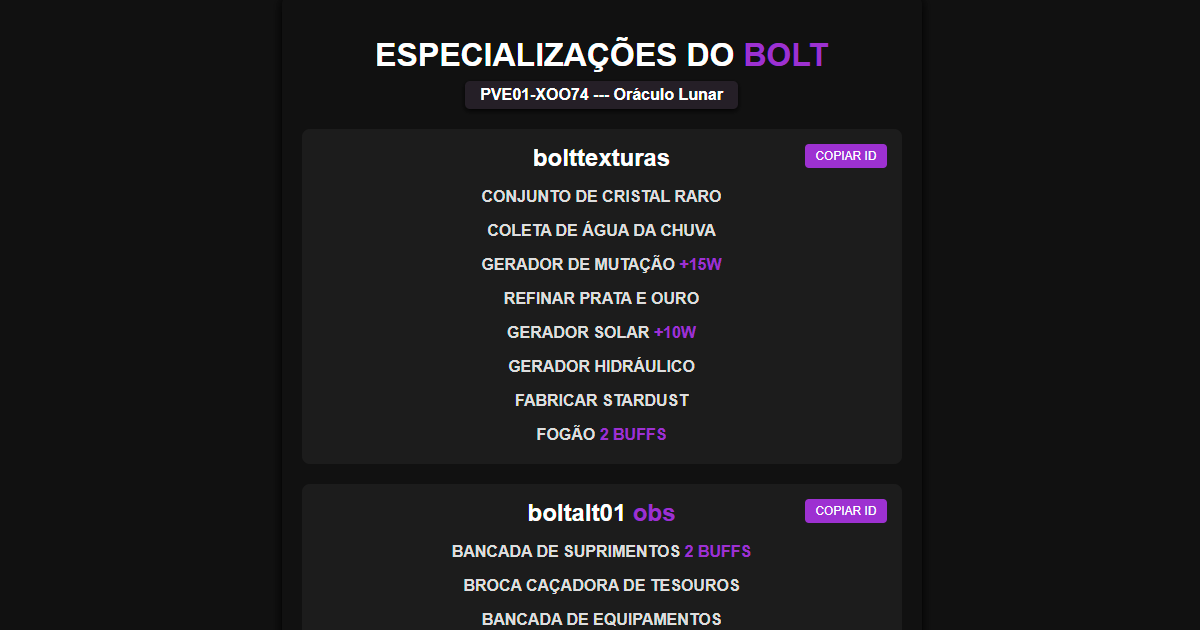 ESPECIALIZAÇÕES DO BOLT
PVE01-XOO74 --- Oráculo Lunar
bolttexturas
COPIAR ID
CONJUNTO DE CRISTAL RARO
COLETA DE ÁGUA DA CHUVA
GERADOR DE MUTAÇÃO +15W
REFINAR PRATA E OURO
GERADOR SOLAR +10W
GERADOR HIDRÁULICO
FABRICAR STARDUST
FOGÃO 2 BUFFS
boltalt01 obs
COPIAR ID
BANCADA DE SUPRIMENTOS 2 BUFFS
BROCA CAÇADORA DE TESOUROS
BANCADA DE EQUIPAMENTOS